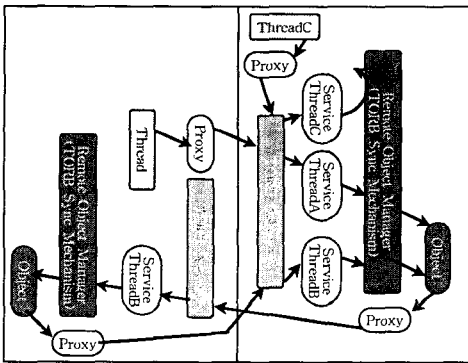 ThreadC
Proxy
Service
ThreadC
Remote Object Manager
(TORB Sync Mechanism)
Thread
Proxy
Service
ThreadA
Remote Object Manager
(TORB Sync Mechanism)
Service
ThreadB
Object
Service
ThreadB
Object
Proxy
Proxy